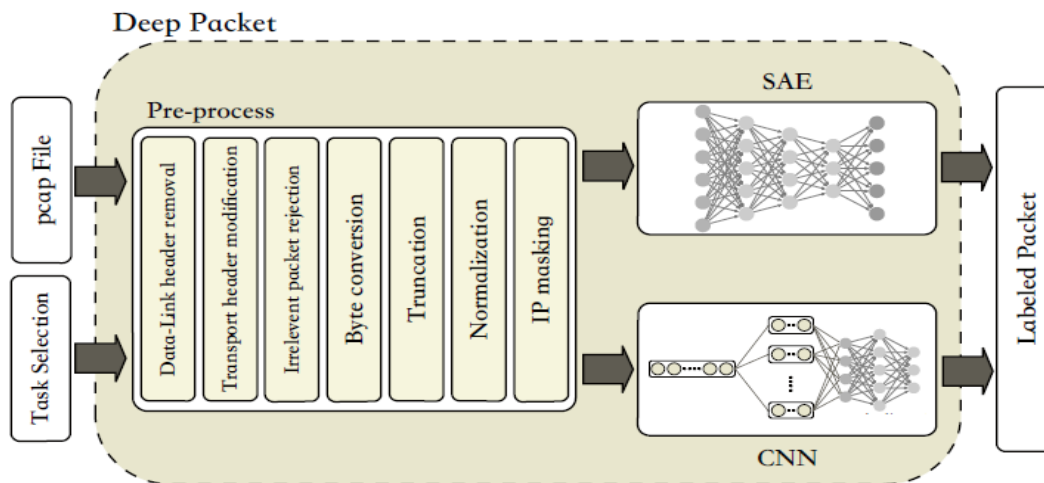 Deep Packet
pcap File
Task Selection
Pre-process
Data-Link header removal
Transport header modification
Irrelevent packet rejection
Byte conversion
Truncation
Normalization
IP masking
SAE
CNN
Labeled Packet